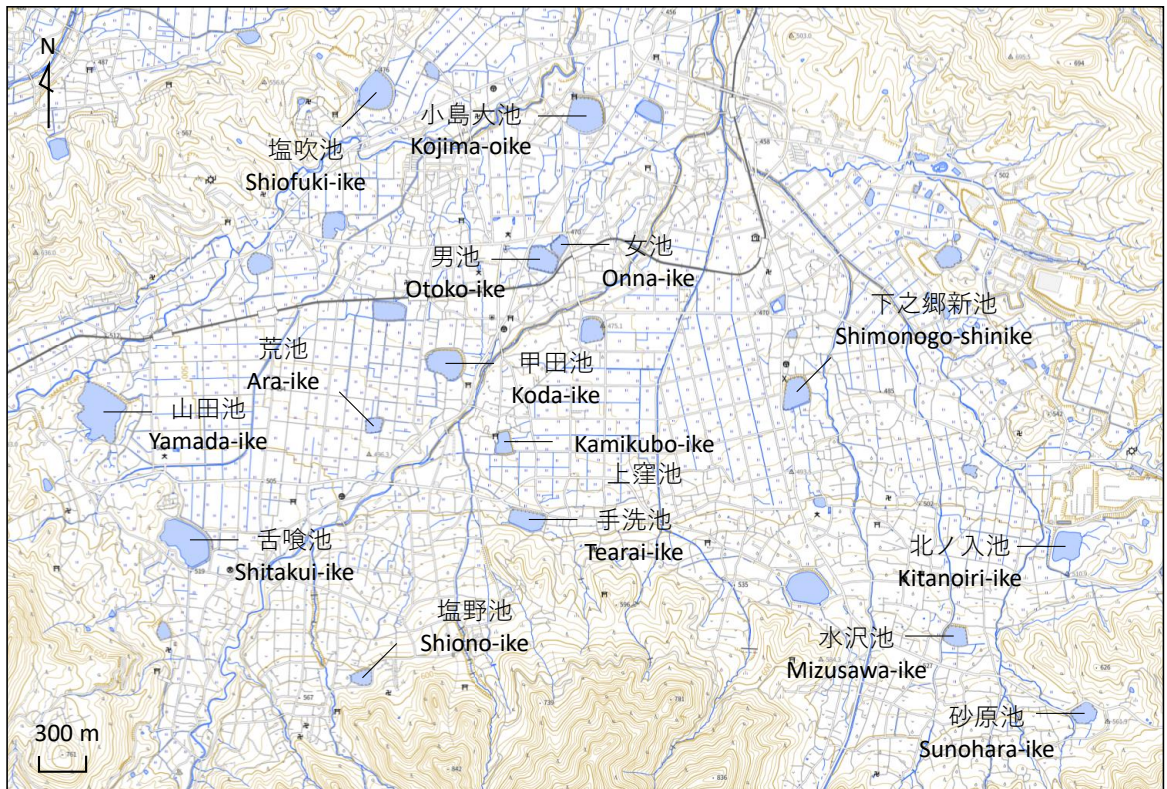 N
小島大池
Kojima-oike
塩吹池
Shiofuki-ike
男池
Otoko-ike
女池
Onna-ike
下之郷新池
Shimonogo-shinike
荒池
Ara-ike
甲田池
Koda-ike
山田池
Yamada-ike
Kamikubo-ike
上窪池
手洗池
Tearai-ike
舌喰池
Shitakui-ike
北ノ入池
Kitanoiri-ike
塩野池
Shiono-ike
水沢池
Mizusawa-ike
砂原池
Sunohara-ike
300 m